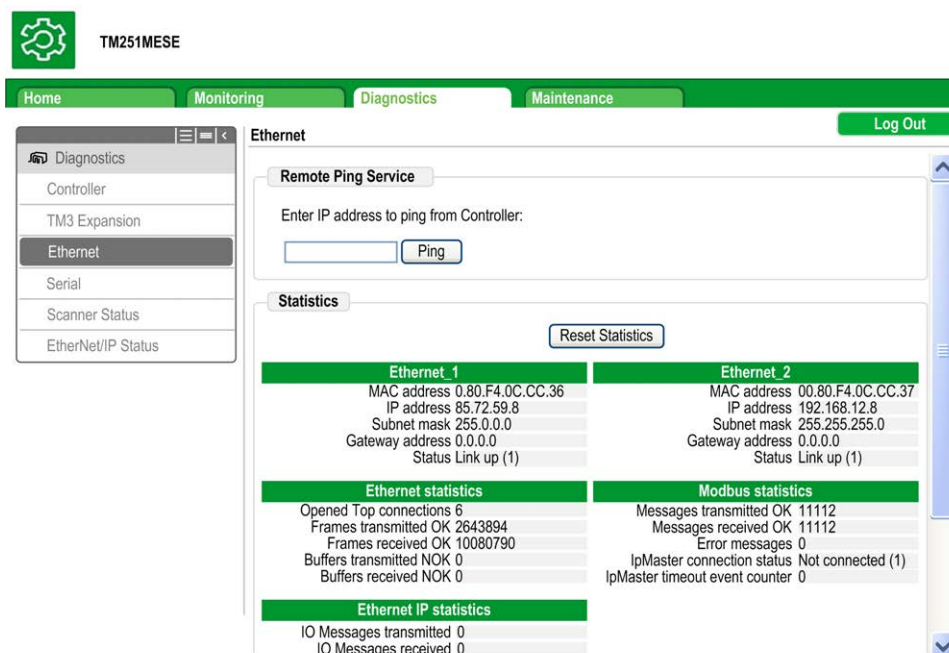 TM251MESE
Home
Monitoring
Diagnostics
Maintenance
Log Out
Diagnostics
Controller
TM3 Expansion
Ethernet
Serial
Scanner Status
EtherNet/IP Status
Ethernet
Remote Ping Service
Enter IP address to ping from Controller:
Ping
Statistics
Reset Statistics
Ethernet_1
MAC address 0.80.F4.0C.CC.36
IP address 85.72.59.8
Subnet mask 255.0.0.0
Gateway address 0.0.0.0
Status Link up (1)
Ethernet_2
MAC address 00.80.F4.0C.CC.37
IP address 192.168.12.8
Subnet mask 255.255.255.0
Gateway address 0.0.0.0
Status Link up (1)
Ethernet statistics
Opened Top connections 6
Frames transmitted OK 2643894
Frames received OK 10080790
Buffers transmitted NOK 0
Buffers received NOK 0
Modbus statistics
Messages transmitted OK 11112
Messages received OK 11112
Error messages 0
IpMaster connection status Not connected (1)
IpMaster timeout event counter 0
Ethernet IP statistics
IO Messages transmitted 0
IO Messages received 0